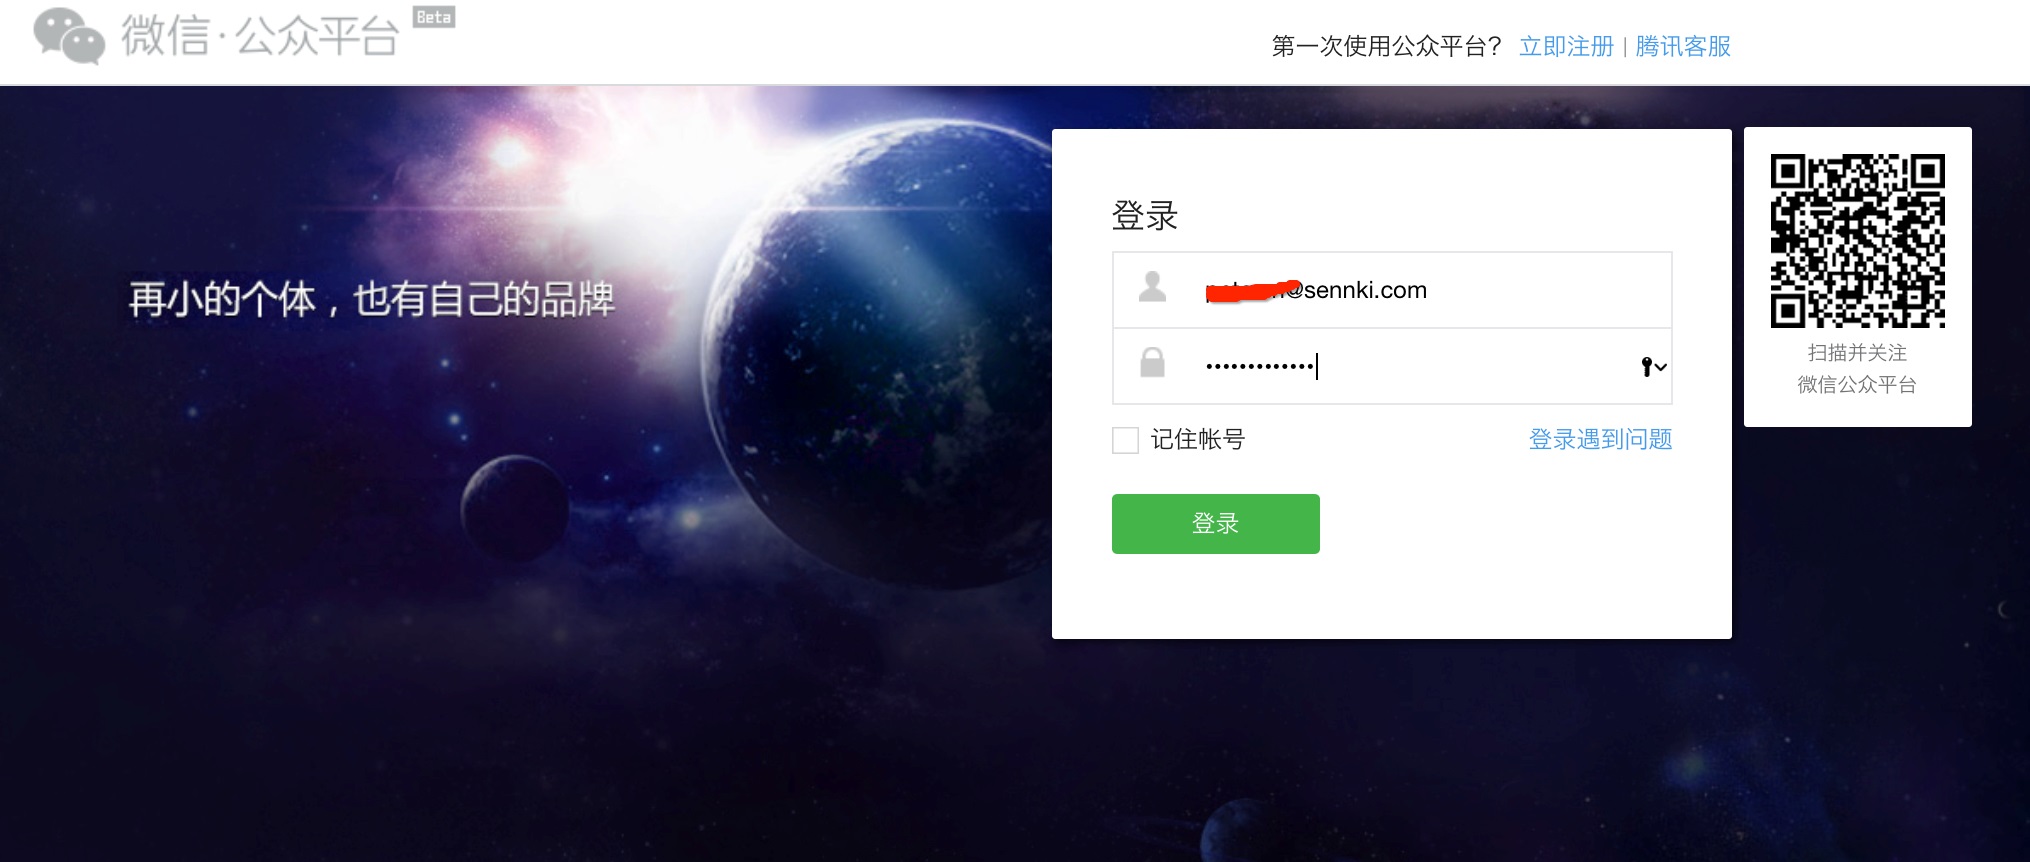 微信·公众平台 Beta
第一次使用公众平台? 立即注册 | 腾讯客服
再小的个体，也有自己的品牌
登录
@sennki.com
•••••••••••••
记住帐号
登录遇到问题
登录
扫描并关注
微信公众平台